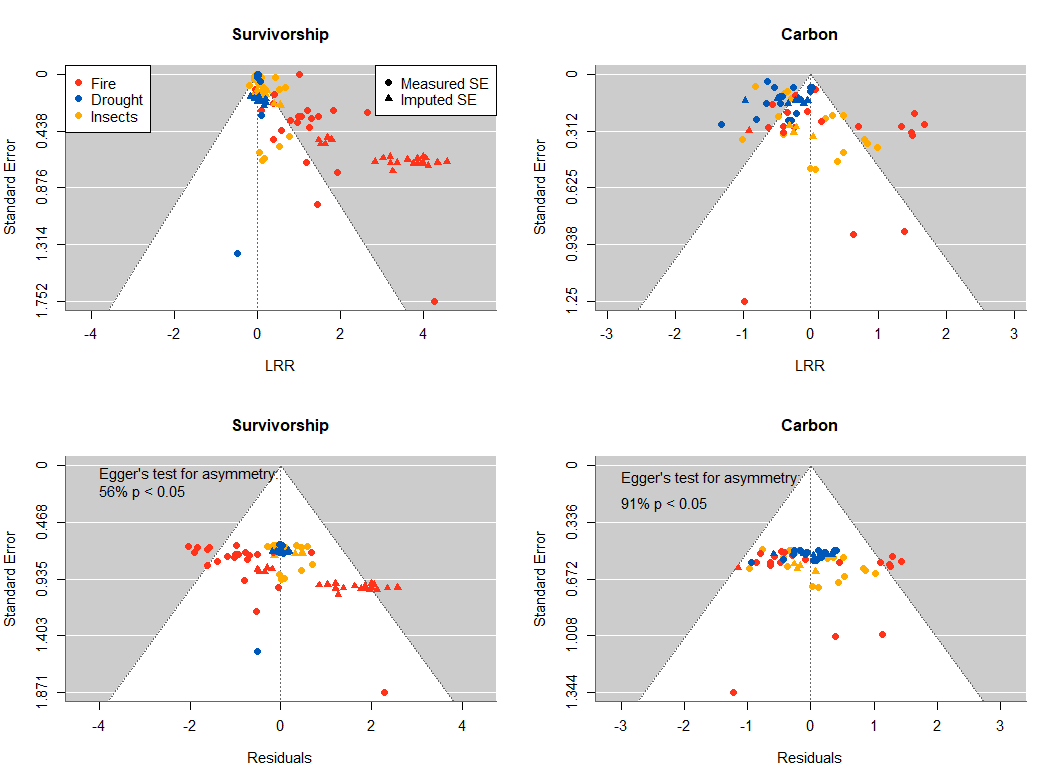 Survivorship
Fire
Drought
Insects
Measured SE
Imputed SE
0
0.438
0.876
1.314
1.752
Standard Error
-4
-2
0
2
4
LRR
Carbon
0
0.312
0.625
0.938
1.25
Standard Error
-3
-2
-1
0
1
2
3
LRR
Survivorship
Egger's test for asymmetry:
56% p < 0.05
0
0.468
0.935
1.403
1.871
Standard Error
-4
-2
0
2
4
Residuals
Carbon
Egger's test for asymmetry:
91% p < 0.05
0
0.336
0.672
1.008
1.344
Standard Error
-3
-2
-1
0
1
2
3
Residuals